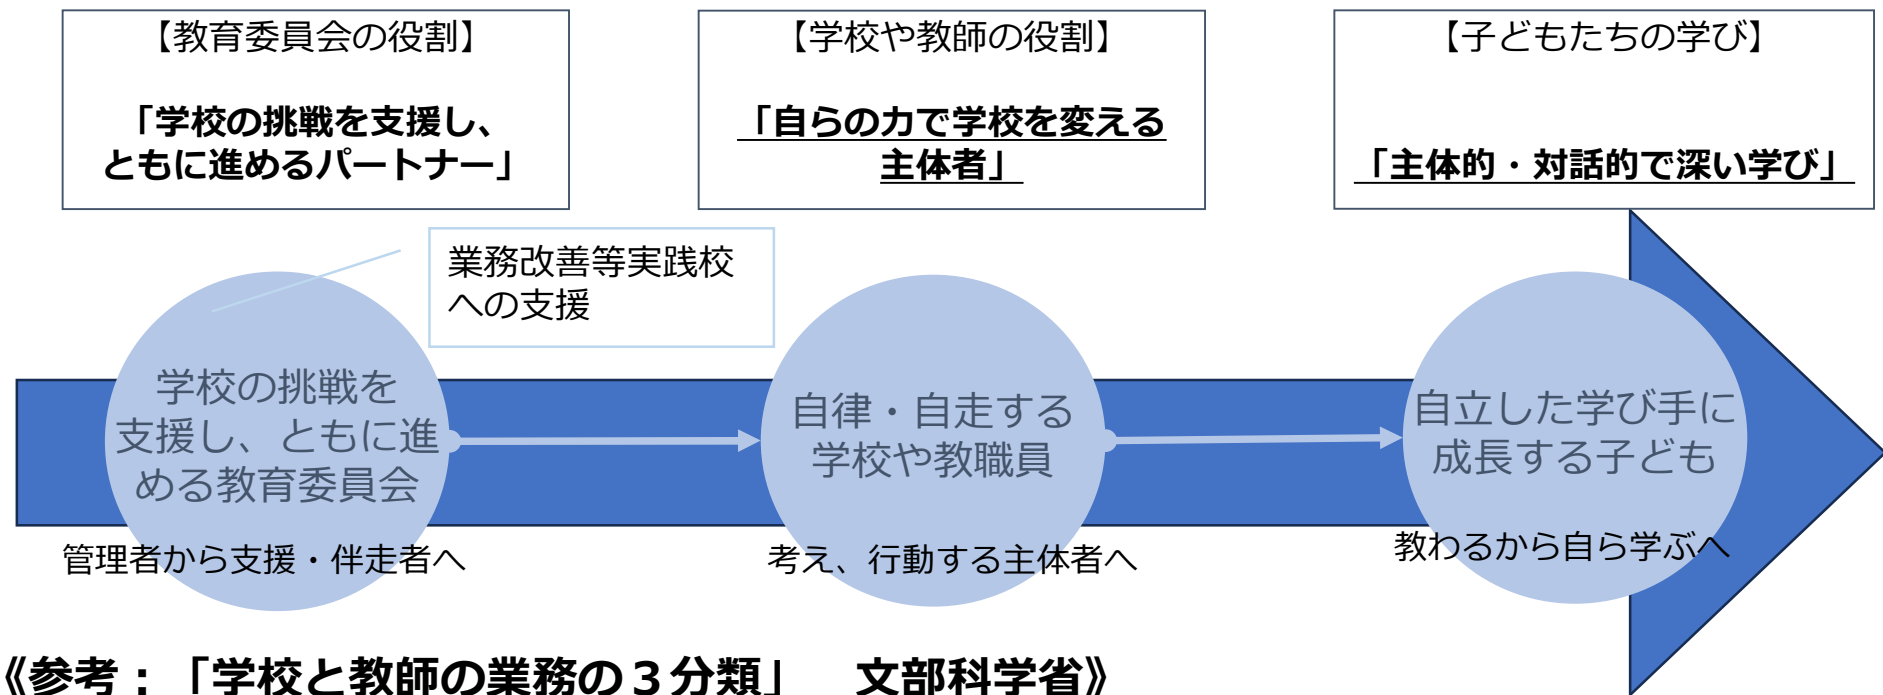 【教育委員会の役割】
「学校の挑戦を支援し、
ともに進めるパートナー」
【学校や教師の役割】
「自らの力で学校を変える
主体者」
【子どもたちの学び】
「主体的・対話的で深い学び」
業務改善等実践校
への支援
学校の挑戦を
支援し、ともに進
める教育委員会
管理者から支援・伴走者へ
自律・自走する
学校や教職員
考え、行動する主体者へ
自立した学び手に
成長する子ども
教わるから自ら学ぶへ
《参考：「学校と教師の業務の３分類」　文部科学省》